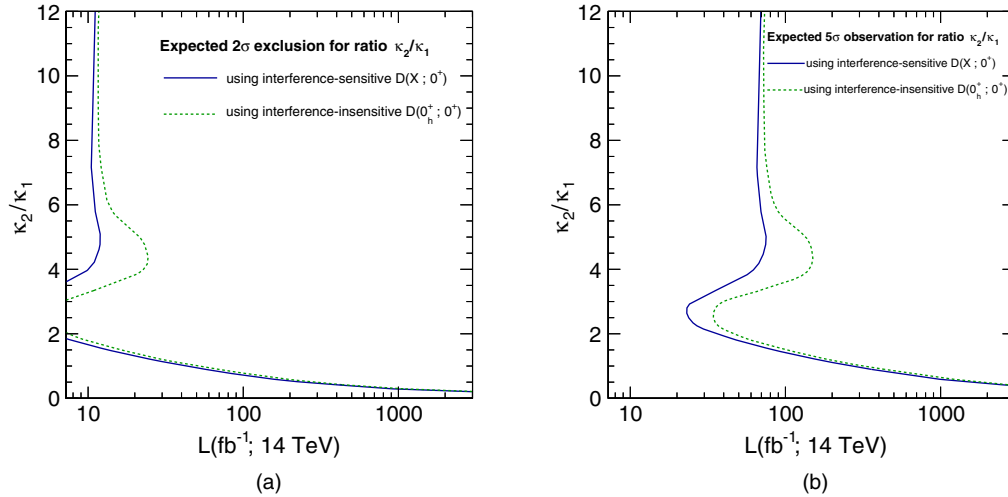 Expected 2σ exclusion for ratio κ2/κ1
using interference-sensitive D(X ; 0+)
using interference-insensitive D(0h+ ; 0+)
κ2/κ1
12
10
8
6
4
2
0
10
100
1000
L(fb-1; 14 TeV)
(a)
Expected 5σ observation for ratio κ2/κ1
using interference-sensitive D(X ; 0+)
using interference-insensitive D(0h+ ; 0+)
κ2/κ1
12
10
8
6
4
2
0
10
100
1000
L(fb-1; 14 TeV)
(b)